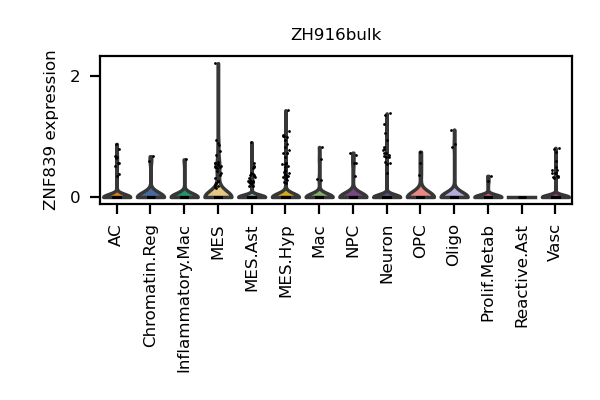 ZH916bulk
ZNF839 expression
2
0
AC
Chromatin.Reg
Inflammatory.Mac
MES
MES.Ast
MES.Hyp
Mac
NPC
Neuron
OPC
Oligo
Prolif.Metab
Reactive.Ast
Vasc